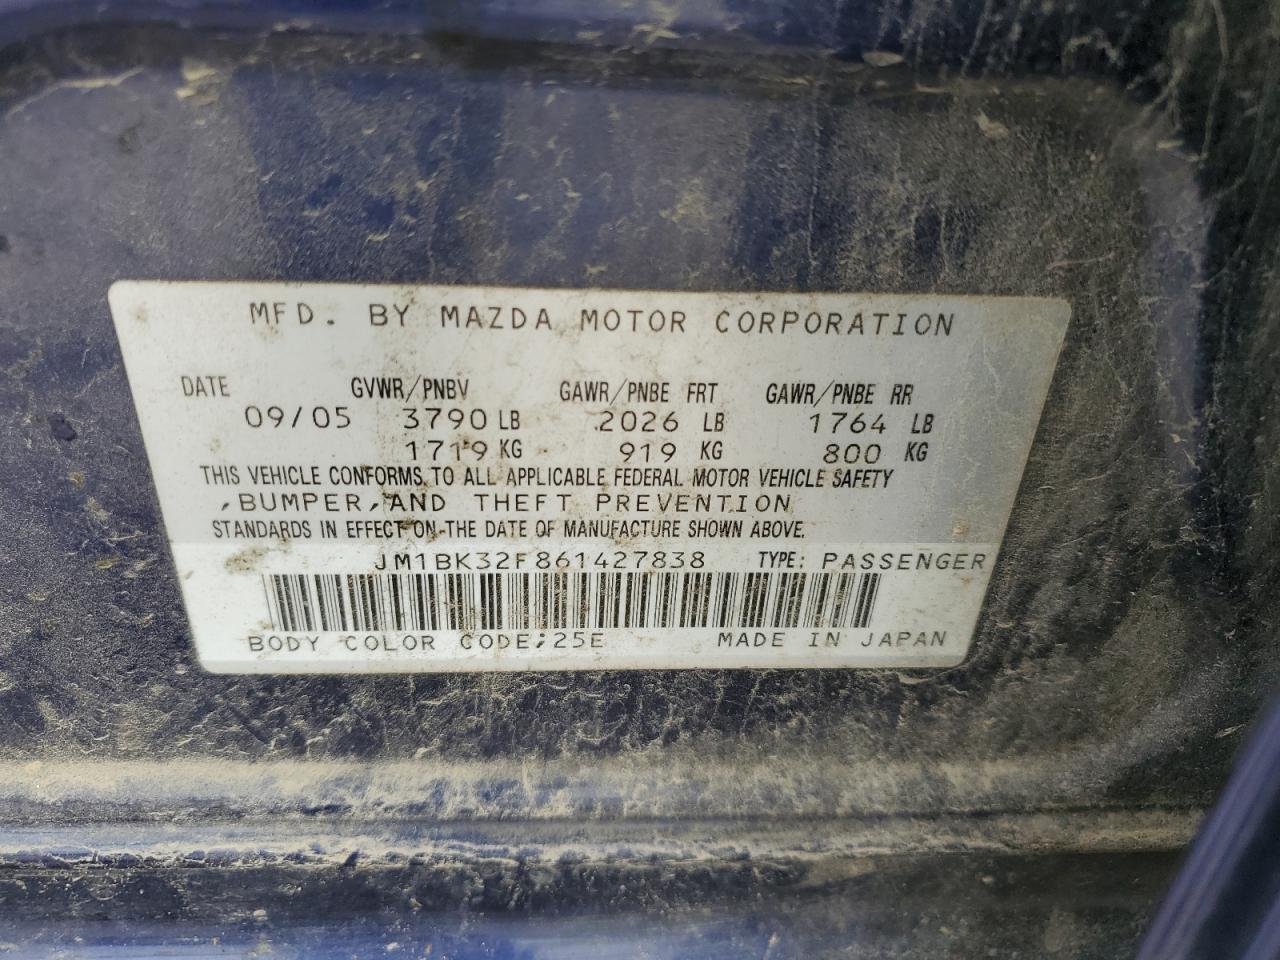 MFD. BY MAZDA MOTOR CORPORATION
DATE GVWR/PNBV GAWR/PNBE FRT GAWR/PNBE RR
09/05 3790 LB 2026 LB 1764 LB
1719 KG 919 KG 800 KG
THIS VEHICLE CONFORMS TO ALL APPLICABLE FEDERAL MOTOR VEHICLE SAFETY
,BUMPER,AND THEFT PREVENTION
STANDARDS IN EFFECT ON THE DATE OF MANUFACTURE SHOWN ABOVE.
JM1BK32F861427838 TYPE: PASSENGER
BODY COLOR CODE;25E MADE IN JAPAN